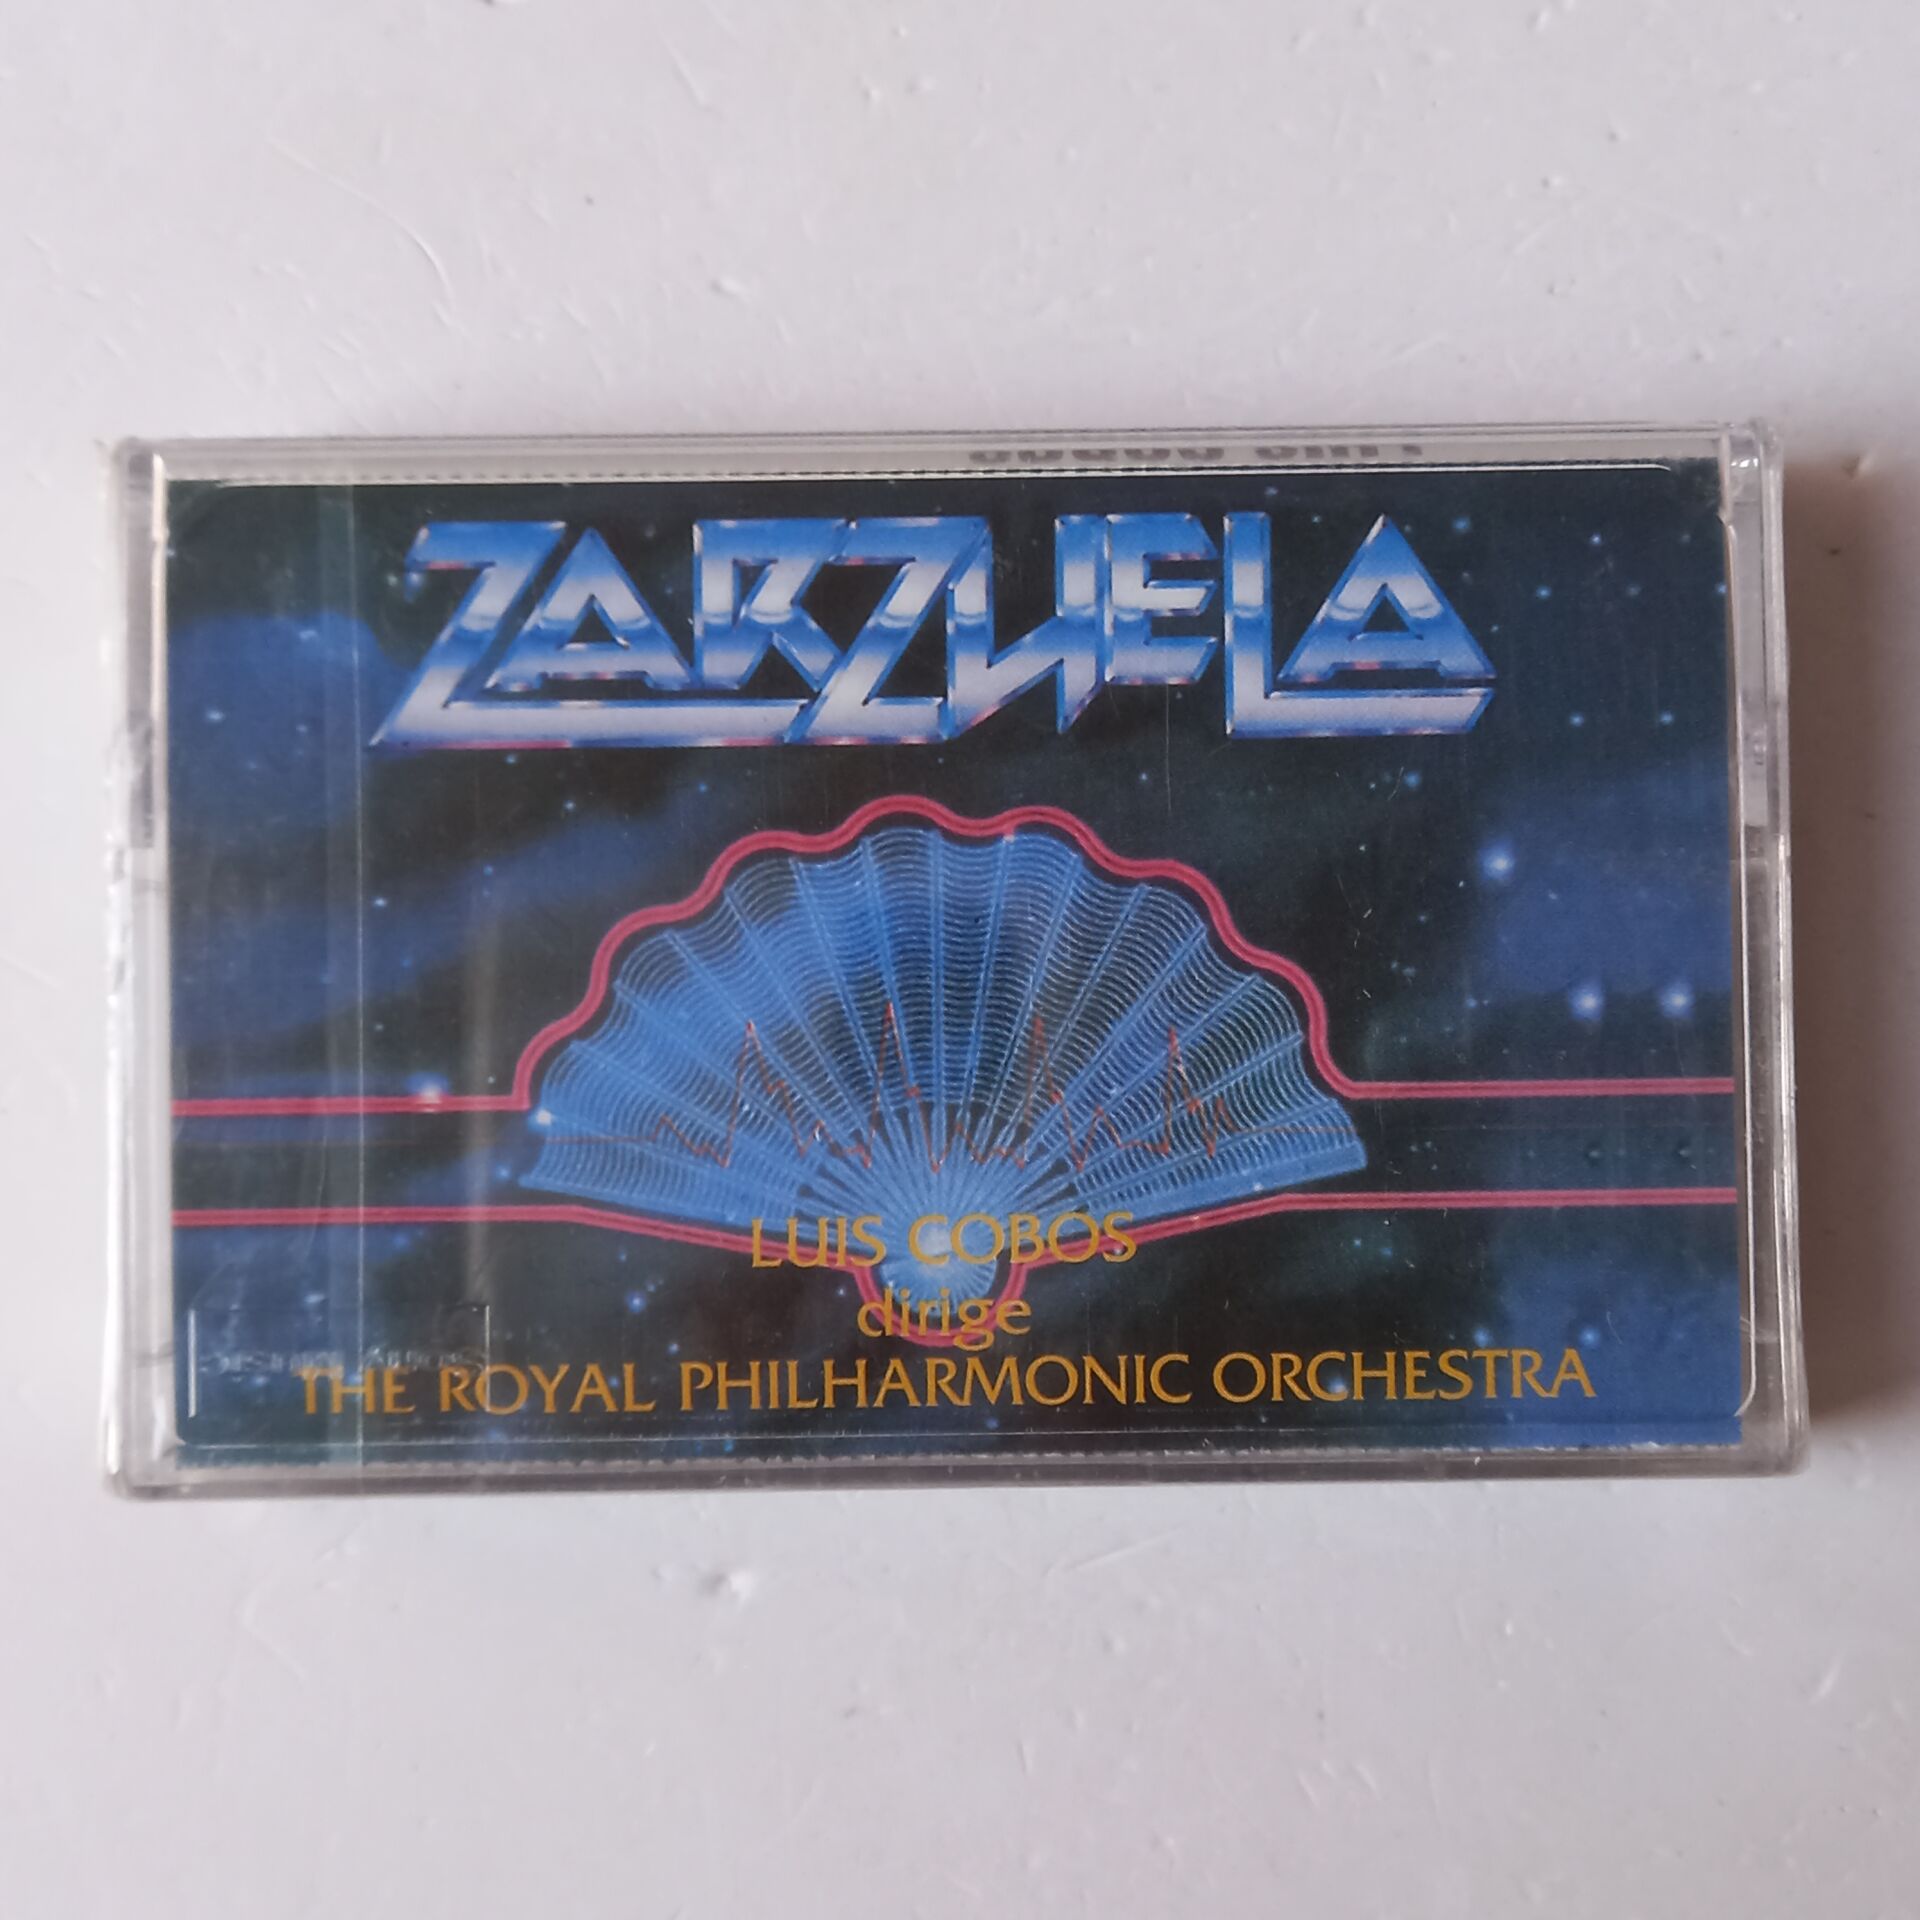 ZARZUELA
LUIS COBOS
dirige
THE ROYAL PHILHARMONIC ORCHESTRA